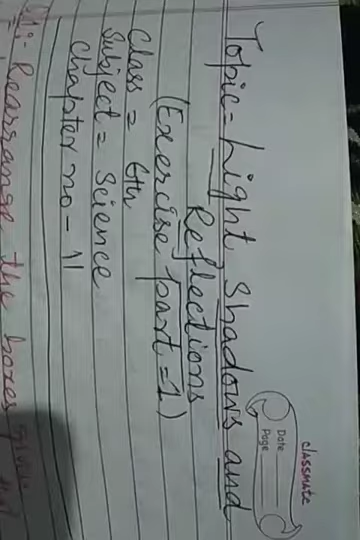 classmate
Date
Page
Topic= Light, Shadows and
Reflections
(Exercise part=1)
Class = 6th
Subject = Science
Chapter no - 11
Q1:- Rearrange the boxes given